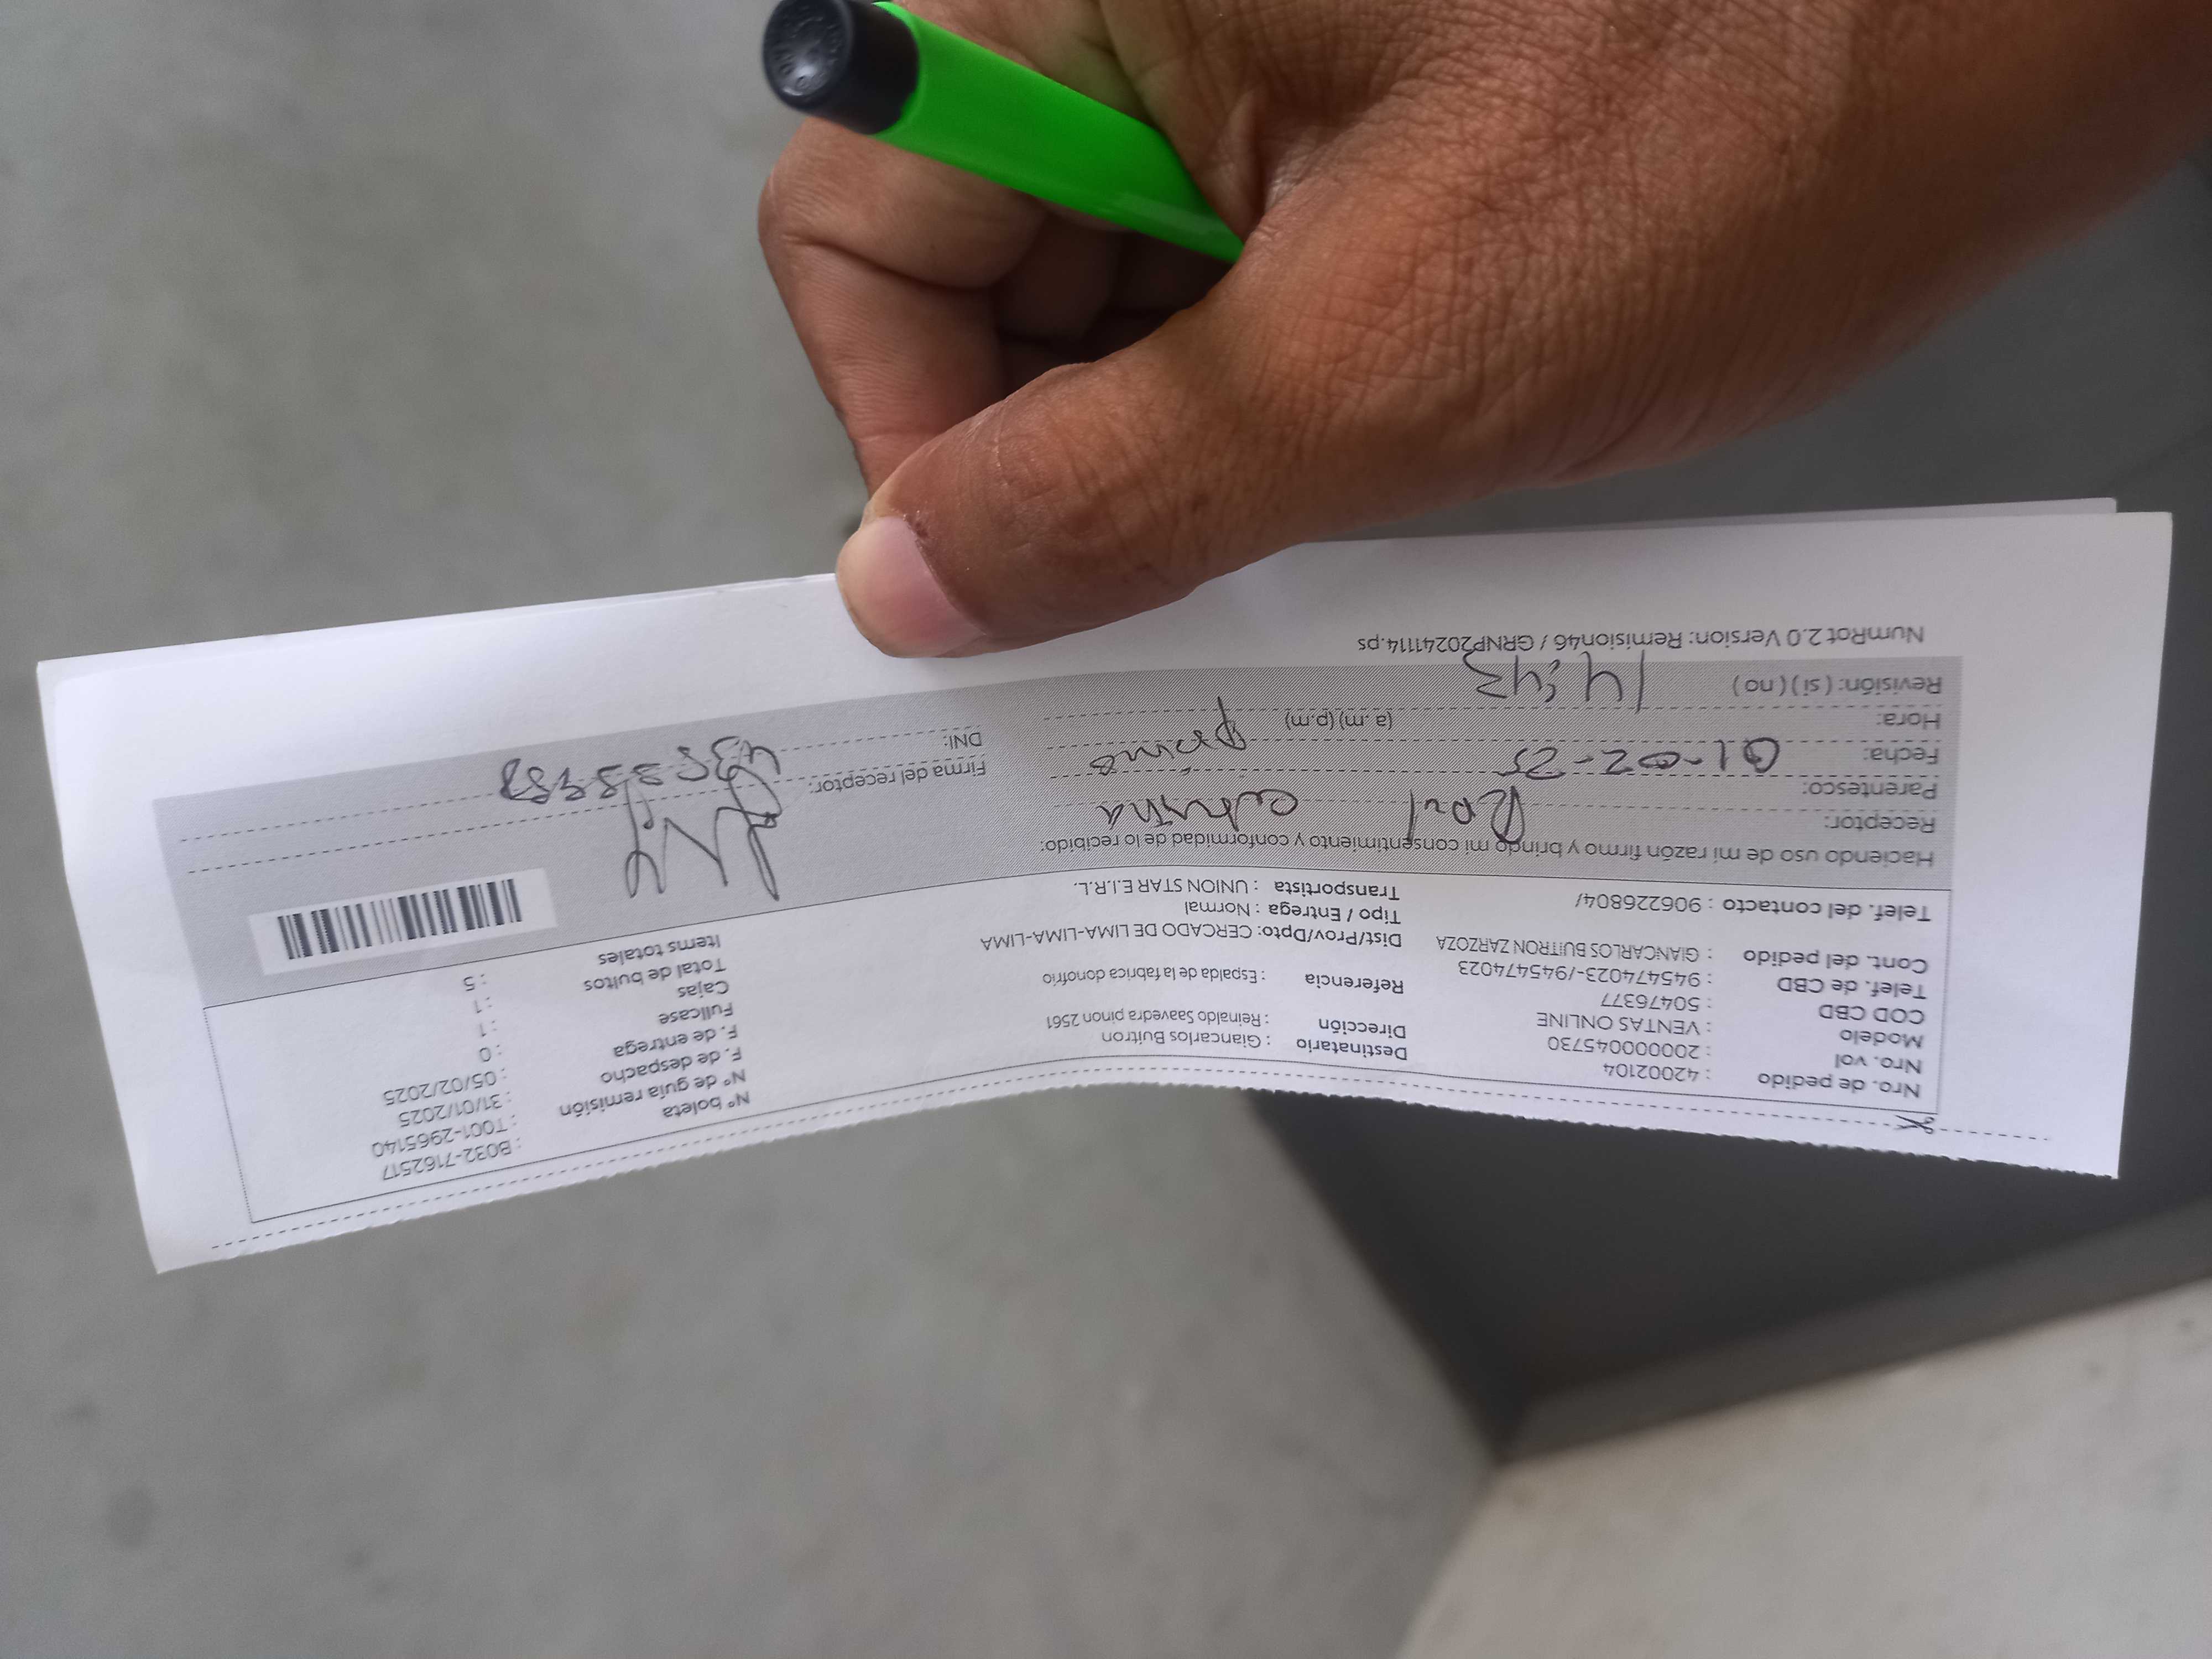 Nro. de pedido : 42002104
Nro. vol : 200000045730
Modelo : VENTAS ONLINE
COD CBD : 50476377
Telef. de CBD : 945474023-/945474023
Cont. del pedido : GIANCARLOS BUITRON ZARZOZA
Telef. del contacto : 906226804/
Destinatario : Giancarlos Buitron
Dirección : Reinaldo Saavedra pinon 2561
Referencia : Espalda de la fabrica donofrio
Dist/Prov/Dpto: CERCADO DE LIMA-LIMA-LIMA
Tipo / Entrega : Normal
Transportista : UNION STAR E.I.R.L.
N° boleta : B032-7162517
N° de guía remisión : T001-2965140
F. de despacho : 31/01/2025
F. de entrega : 05/02/2025
Fullcase : 0
Cajas : 1
Total de bultos : 1
Items totales : 5
Haciendo uso de mi razón firmo y brindo mi consentimiento y conformidad de lo recibido:
Receptor: Raul
Parentesco: primo
Fecha: 01-02-25
Hora: 14:43 (a. m) (p.m)
Revisión: ( si ) ( no )
Firma del receptor:
DNI:
NumRot 2.0 Version: Remision46 / GRNP20241114.ps